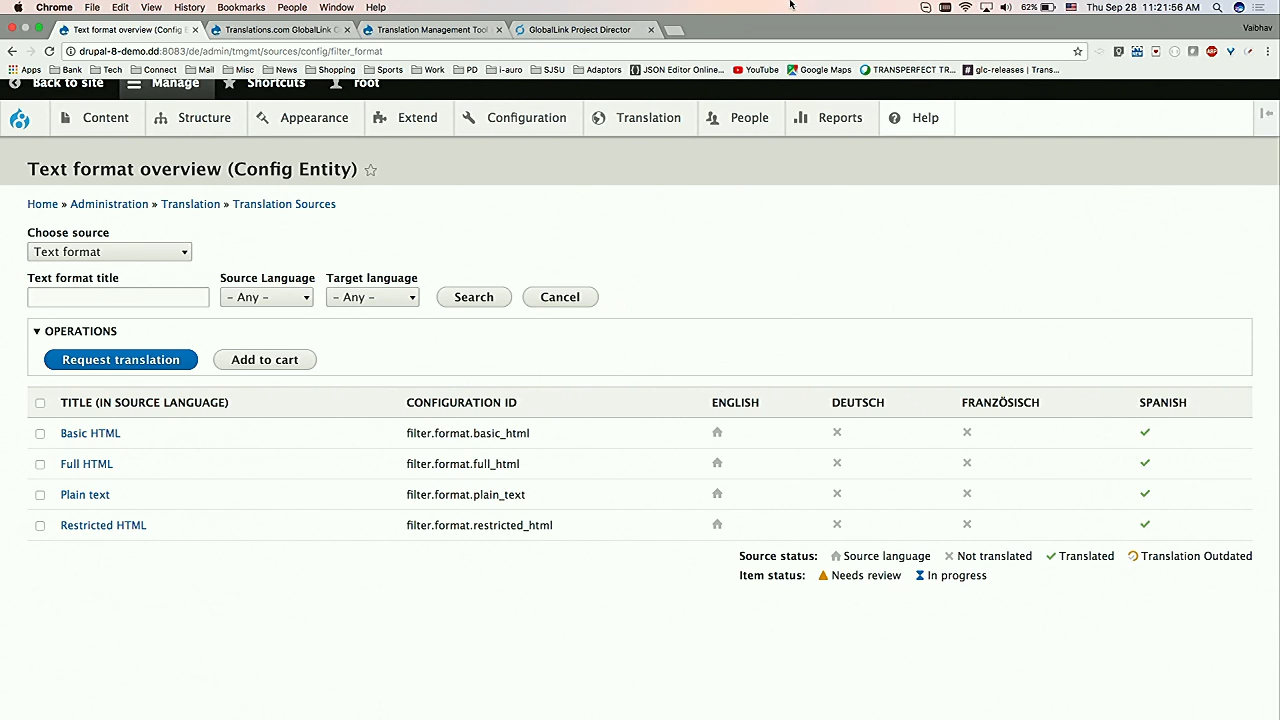 Chrome File Edit View History Bookmarks People Window Help 62% Thu Sep 28 11:21:56 AM
Text format overview (Config E Translations.com GlobalLink C Translation Management Tool GlobalLink Project Director Vaibhav
drupal-8-demo.dd:8083/de/admin/tmgmt/sources/config/filter_format
Apps Bank Tech Connect Mail Misc News Shopping Sports Work PD i-auro SJSU Adaptors JSON Editor Online... YouTube Google Maps TRANSPERFECT TR... glc-releases | Trans...
Back to site Manage Shortcuts root
Content Structure Appearance Extend Configuration Translation People Reports Help
Text format overview (Config Entity)
Home » Administration » Translation » Translation Sources
Choose source
Text format
Text format title Source Language Target language
- Any - - Any - Search Cancel
OPERATIONS
Request translation Add to cart
TITLE (IN SOURCE LANGUAGE) CONFIGURATION ID ENGLISH DEUTSCH FRANZÖSISCH SPANISH
Basic HTML filter.format.basic_html
Full HTML filter.format.full_html
Plain text filter.format.plain_text
Restricted HTML filter.format.restricted_html
Source status: Source language Not translated Translated Translation Outdated
Item status: Needs review In progress